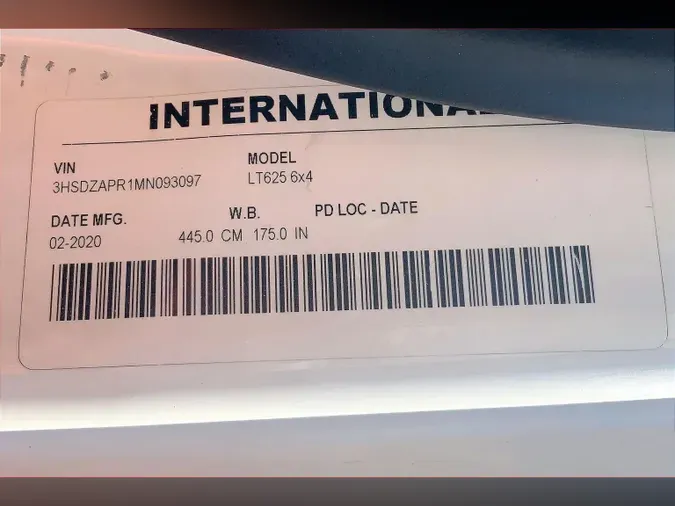 INTERNATIONAL
VIN MODEL
3HSDZAPR1MN093097 LT625 6x4
DATE MFG. W.B. PD LOC - DATE
02-2020 445.0 CM 175.0 IN